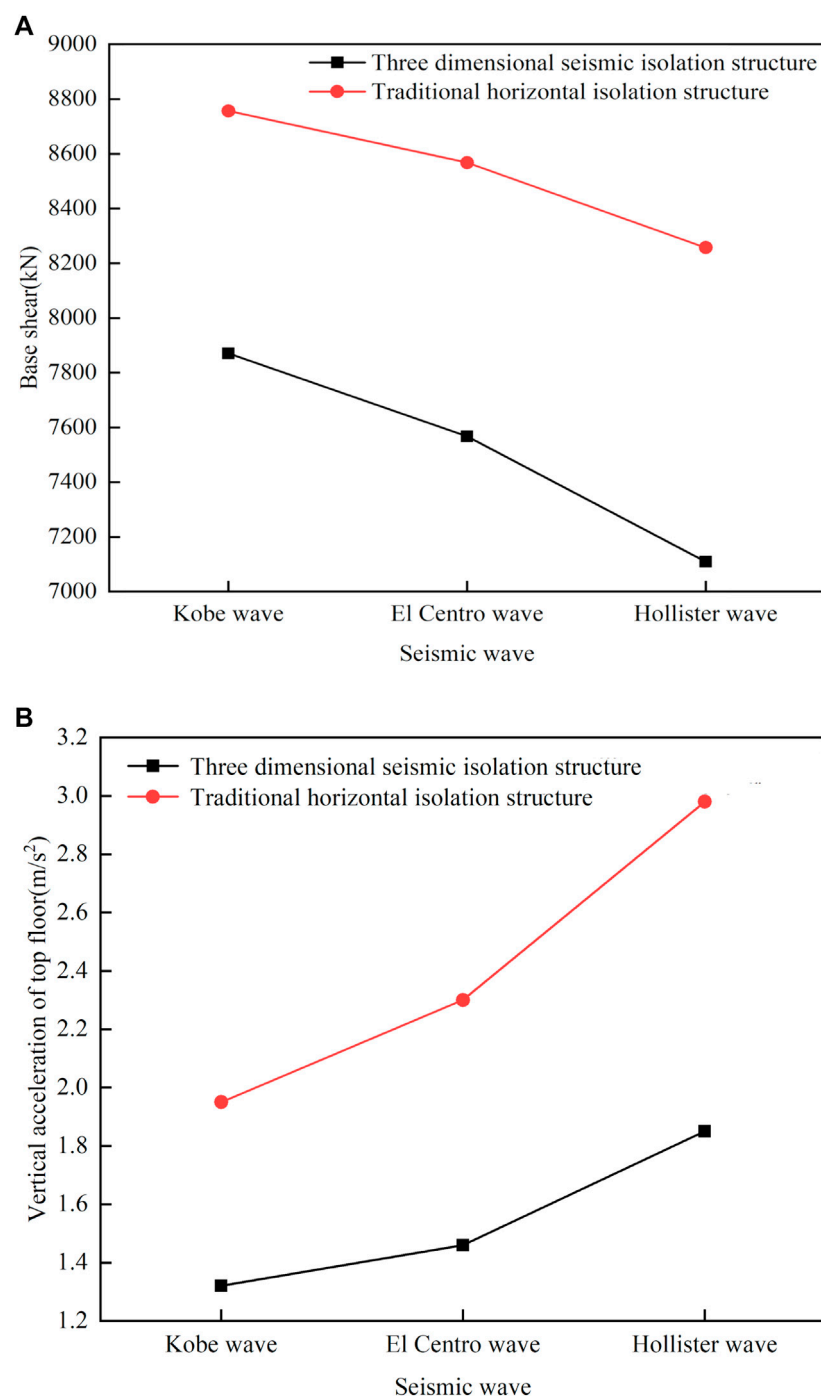 A
9000
8800
8600
8400
8200
8000
7800
7600
7400
7200
7000
Base shear(kN)
Three dimensional seismic isolation structure
Traditional horizontal isolation structure
Kobe wave El Centro wave Hollister wave
Seismic wave
B
3.2
3.0
2.8
2.6
2.4
2.2
2.0
1.8
1.6
1.4
1.2
Vertical acceleration of top floor(m/s²)
Three dimensional seismic isolation structure
Traditional horizontal isolation structure
Kobe wave El Centro wave Hollister wave
Seismic wave